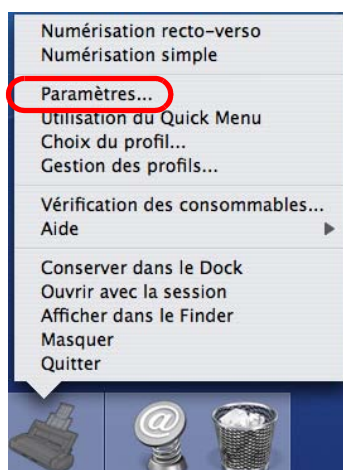 Numérisation recto-verso
Numérisation simple
Paramètres...
Utilisation du Quick Menu
Choix du profil...
Gestion des profils...
Vérification des consommables...
Aide
Conserver dans le Dock
Ouvrir avec la session
Afficher dans le Finder
Masquer
Quitter
@